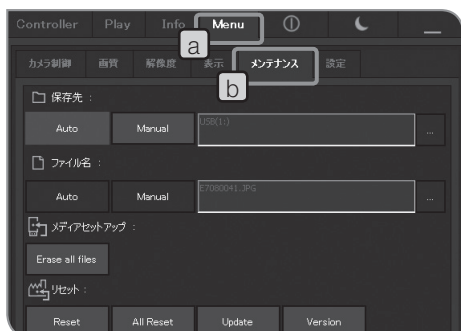 Controller Play Info Menu
a
カメラ制御 画質 解像度 表示 メンテナンス 設定
b
保存先 :
Auto Manual USB(1:) ...
ファイル名 :
Auto Manual E7080041.JPG ...
メディアセットアップ :
Erase all files
リセット :
Reset All Reset Update Version